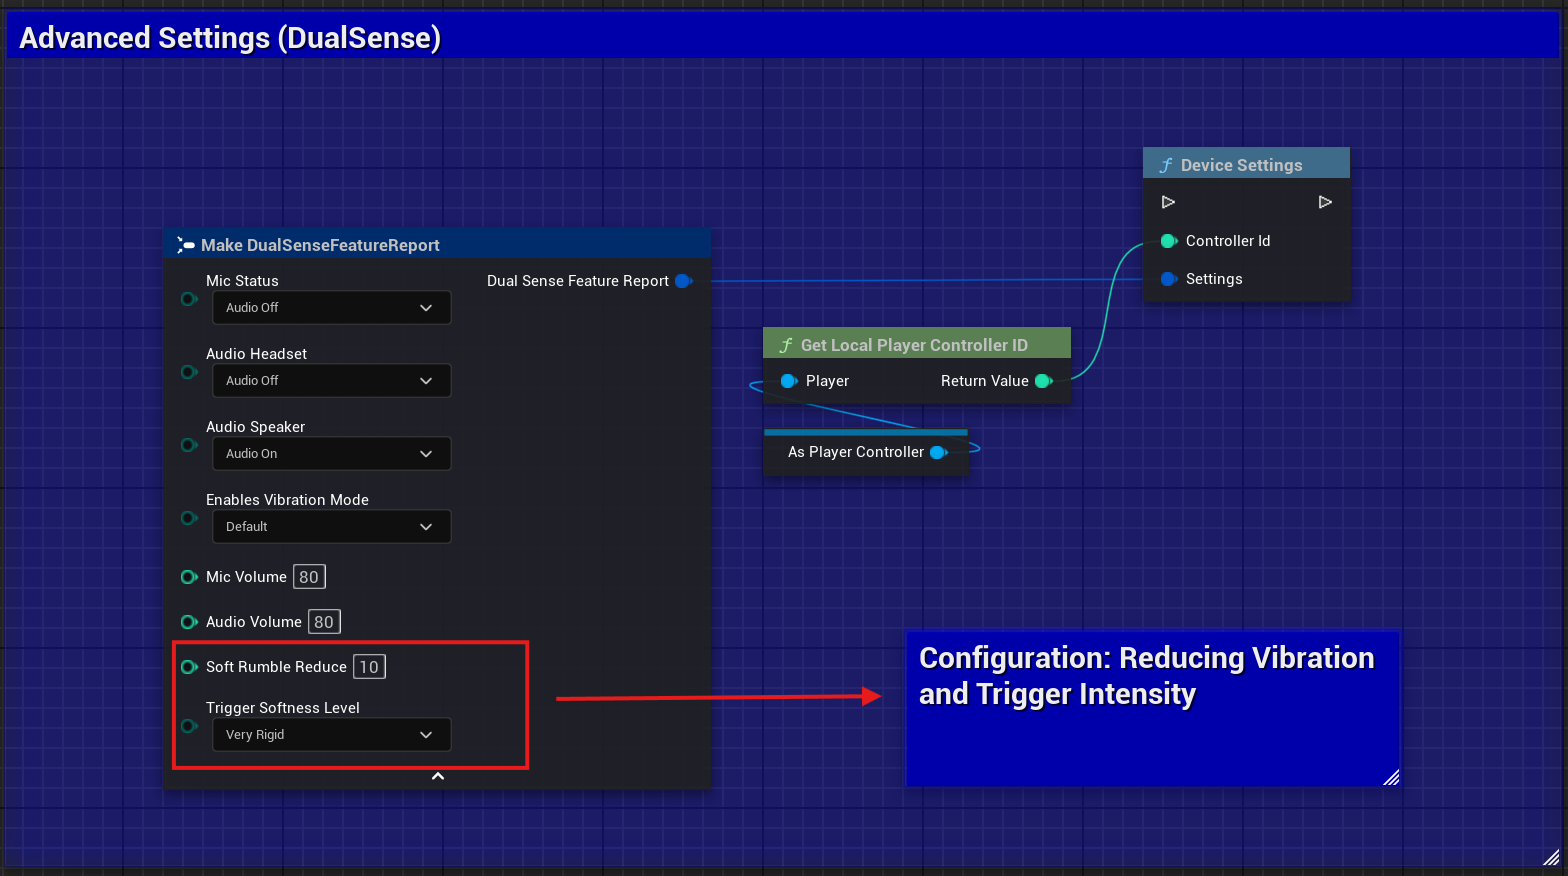 Advanced Settings (DualSense)
Device Settings
Controller Id
Settings
Make DualSenseFeatureReport
Mic Status
Dual Sense Feature Report
Audio Off
Audio Headset
Audio Off
Audio Speaker
Audio On
Enables Vibration Mode
Default
Mic Volume 80
Audio Volume 80
Soft Rumble Reduce 10
Trigger Softness Level
Very Rigid
f Get Local Player Controller ID
Player
Return Value
As Player Controller
Configuration: Reducing Vibration
and Trigger Intensity